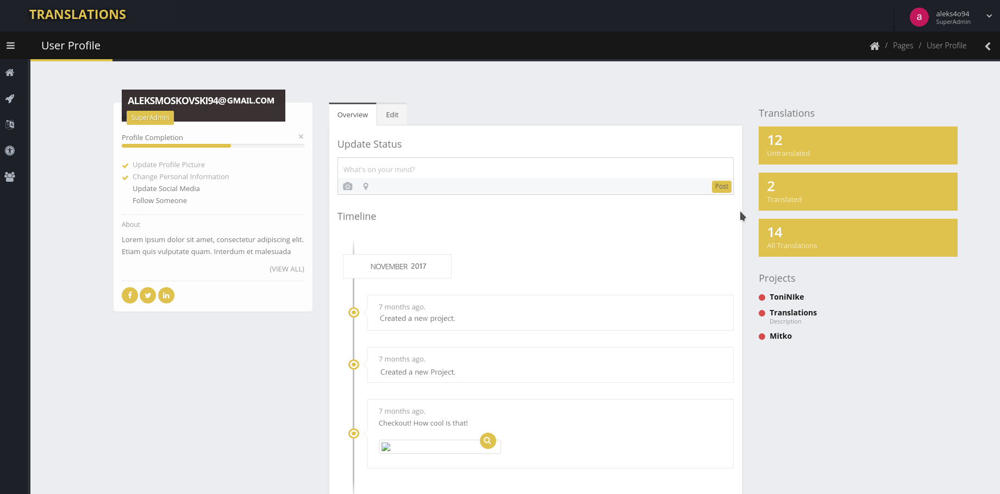 TRANSLATIONS
a
aleks4o94
SuperAdmin
User Profile
/ Pages / User Profile
ALEKSMOSKOVSKI94@GMAIL.COM
SuperAdmin
Profile Completion
×
Update Profile Picture
Change Personal Information
Update Social Media
Follow Someone
About
Lorem ipsum dolor sit amet, consectetur adipiscing elit.
Etiam quis vulputate quam. Interdum et malesuada
(VIEW ALL)
Overview
Edit
Update Status
What's on your mind?
Post
Timeline
NOVEMBER 2017
7 months ago.
Created a new project.
7 months ago.
Created a new Project.
7 months ago.
Checkout! How cool is that!
Translations
12
Untranslated
2
Translated
14
All Translations
Projects
ToniNIke
Translations
Description
Mitko